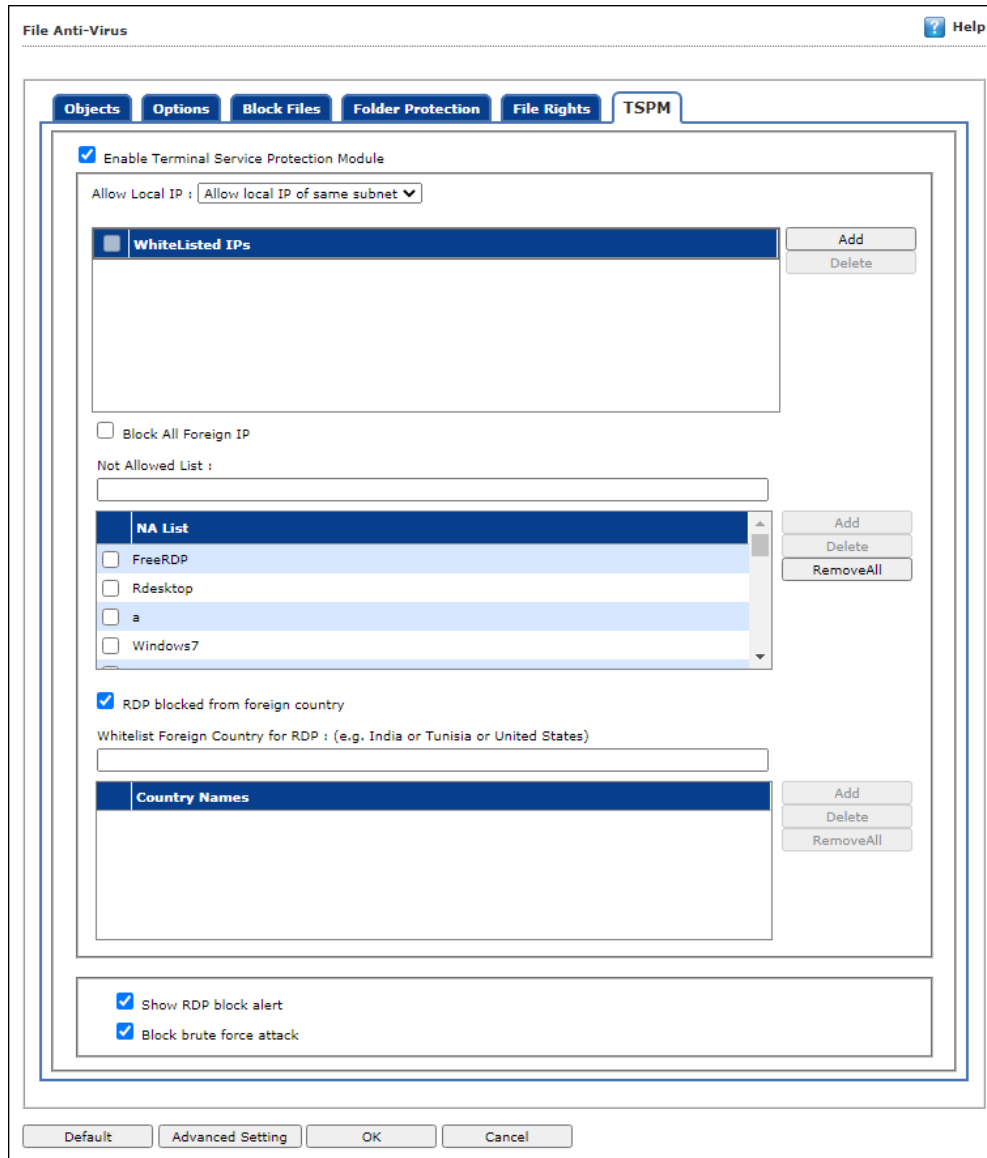 File Anti-Virus Help
Objects Options Block Files Folder Protection File Rights TSPM
Enable Terminal Service Protection Module
Allow Local IP : Allow local IP of same subnet
WhiteListed IPs Add
Delete
Block All Foreign IP
Not Allowed List :
NA List Add
Delete
FreeRDP
RemoveAll
Rdesktop
a
Windows7
RDP blocked from foreign country
Whitelist Foreign Country for RDP : (e.g. India or Tunisia or United States)
Country Names Add
Delete
RemoveAll
Show RDP block alert
Block brute force attack
Default Advanced Setting OK Cancel